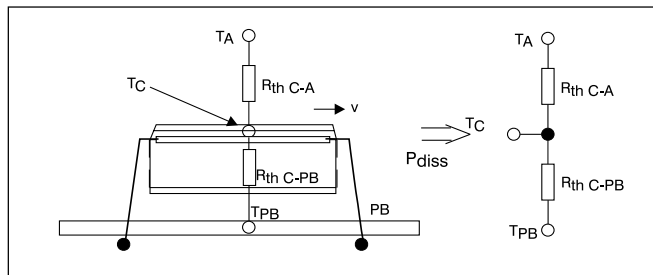 TA
Rth C-A
TC
v
Rth C-PB
TPB
PB
Pdiss
TA
Rth C-A
TC
Rth C-PB
TPB